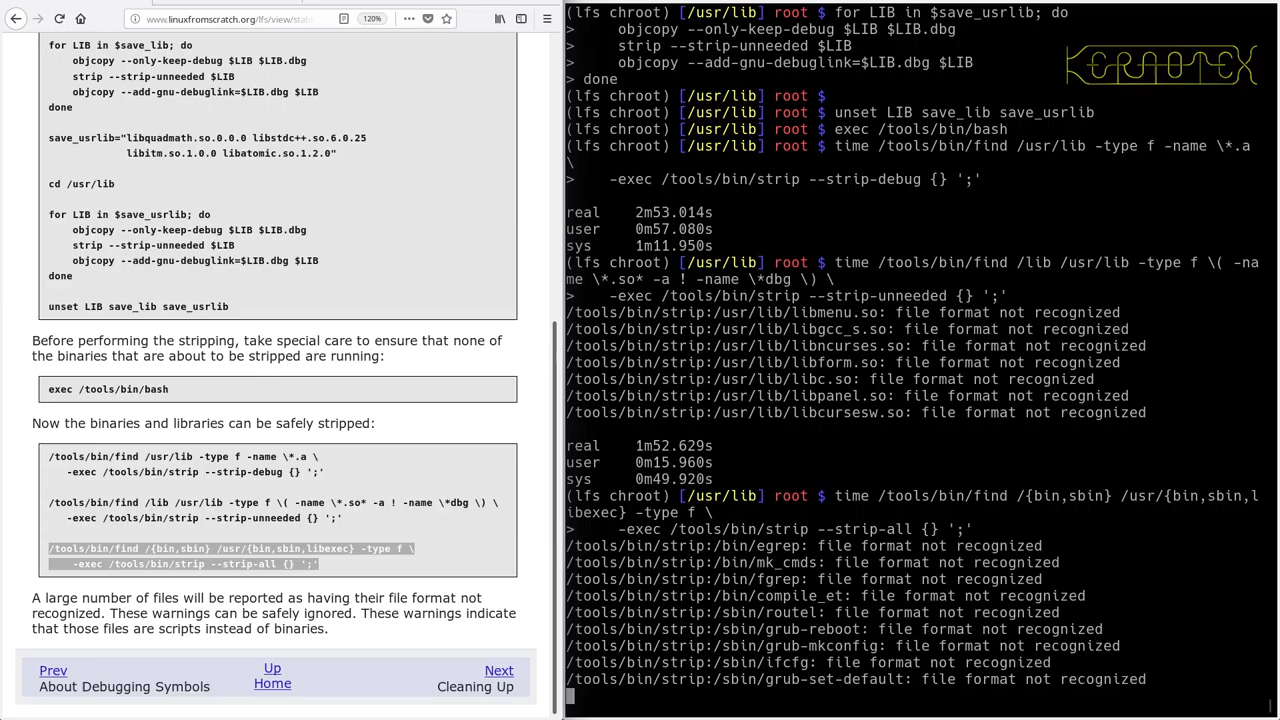 www.linuxfromscratch.org/lfs/view/stab
120%
for LIB in $save_lib; do
objcopy --only-keep-debug $LIB $LIB.dbg
strip --strip-unneeded $LIB
objcopy --add-gnu-debuglink=$LIB.dbg $LIB
done
save_usrlib="libquadmath.so.0.0.0 libstdc++.so.6.0.25
libitm.so.1.0.0 libatomic.so.1.2.0"
cd /usr/lib
for LIB in $save_usrlib; do
objcopy --only-keep-debug $LIB $LIB.dbg
strip --strip-unneeded $LIB
objcopy --add-gnu-debuglink=$LIB.dbg $LIB
done
unset LIB save_lib save_usrlib
Before performing the stripping, take special care to ensure that none of
the binaries that are about to be stripped are running:
exec /tools/bin/bash
Now the binaries and libraries can be safely stripped:
/tools/bin/find /usr/lib -type f -name \*.a \
-exec /tools/bin/strip --strip-debug {} ';'
/tools/bin/find /lib /usr/lib -type f \( -name \*.so* -a ! -name \*dbg \) \
-exec /tools/bin/strip --strip-unneeded {} ';'
/tools/bin/find /{bin,sbin} /usr/{bin,sbin,libexec} -type f \
-exec /tools/bin/strip --strip-all {} ';'
A large number of files will be reported as having their file format not
recognized. These warnings can be safely ignored. These warnings indicate
that those files are scripts instead of binaries.
Prev
Up
Next
About Debugging Symbols
Home
Cleaning Up
(lfs chroot) [/usr/lib] root $ for LIB in $save_usrlib; do
> objcopy --only-keep-debug $LIB $LIB.dbg
> strip --strip-unneeded $LIB
> objcopy --add-gnu-debuglink=$LIB.dbg $LIB
> done
KERAOTEX
(lfs chroot) [/usr/lib] root $
(lfs chroot) [/usr/lib] root $ unset LIB save_lib save_usrlib
(lfs chroot) [/usr/lib] root $ exec /tools/bin/bash
(lfs chroot) [/usr/lib] root $ time /tools/bin/find /usr/lib -type f -name \*.a
\
> -exec /tools/bin/strip --strip-debug {} ';'
real 2m53.014s
user 0m57.080s
sys 1m11.950s
(lfs chroot) [/usr/lib] root $ time /tools/bin/find /lib /usr/lib -type f \( -na
me \*.so* -a ! -name \*dbg \) \
> -exec /tools/bin/strip --strip-unneeded {} ';'
/tools/bin/strip:/usr/lib/libmenu.so: file format not recognized
/tools/bin/strip:/usr/lib/libgcc_s.so: file format not recognized
/tools/bin/strip:/usr/lib/libncurses.so: file format not recognized
/tools/bin/strip:/usr/lib/libform.so: file format not recognized
/tools/bin/strip:/usr/lib/libc.so: file format not recognized
/tools/bin/strip:/usr/lib/libpanel.so: file format not recognized
/tools/bin/strip:/usr/lib/libcursesw.so: file format not recognized
real 1m52.629s
user 0m15.960s
sys 0m49.920s
(lfs chroot) [/usr/lib] root $ time /tools/bin/find /{bin,sbin} /usr/{bin,sbin,l
ibexec} -type f \
> -exec /tools/bin/strip --strip-all {} ';'
/tools/bin/strip:/bin/egrep: file format not recognized
/tools/bin/strip:/bin/mk_cmds: file format not recognized
/tools/bin/strip:/bin/fgrep: file format not recognized
/tools/bin/strip:/bin/compile_et: file format not recognized
/tools/bin/strip:/sbin/routel: file format not recognized
/tools/bin/strip:/sbin/grub-reboot: file format not recognized
/tools/bin/strip:/sbin/grub-mkconfig: file format not recognized
/tools/bin/strip:/sbin/ifcfg: file format not recognized
/tools/bin/strip:/sbin/grub-set-default: file format not recognized